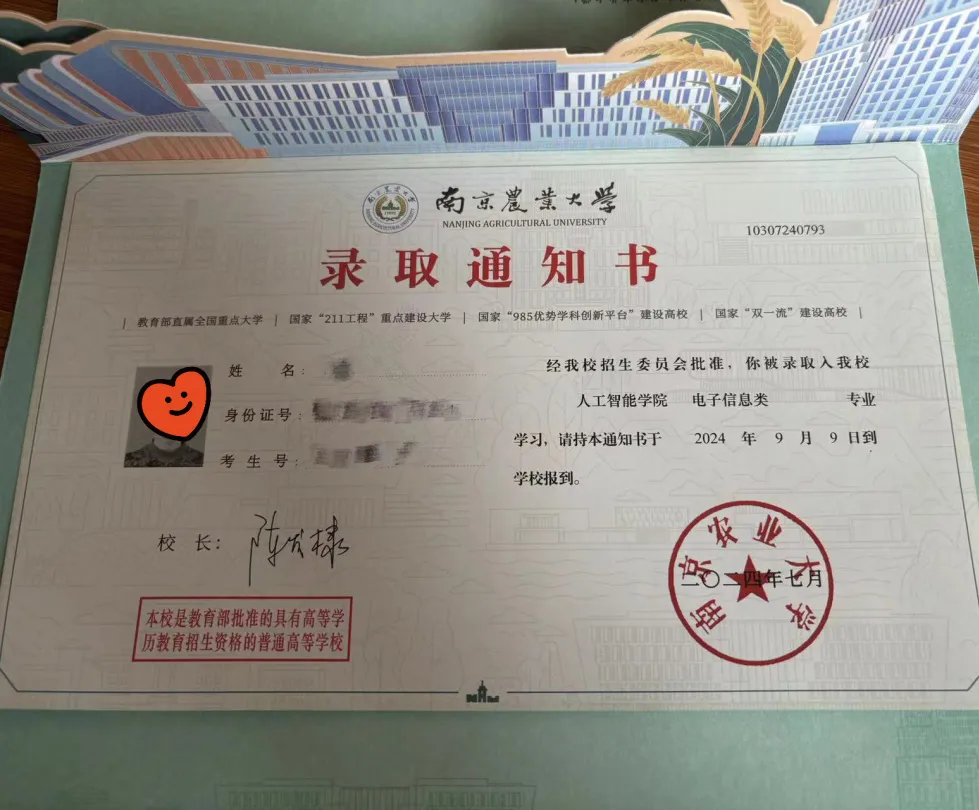 南京農業大學
NANJING AGRICULTURAL UNIVERSITY
10307240793
录取通知书
| 教育部直属全国重点大学 | 国家“211工程”重点建设大学 | 国家“985优势学科创新平台”建设高校 | 国家“双一流”建设高校 |
姓 名：
身份证号：
考生号：
经我校招生委员会批准，你被录取入我校
人工智能学院 电子信息类 专业
学习，请持本通知书于 2024 年 9 月 9 日到
学校报到。
校 长：陈发棣
本校是教育部批准的具有高等学
历教育招生资格的普通高等学校
南京农业大学
二〇二四年七月